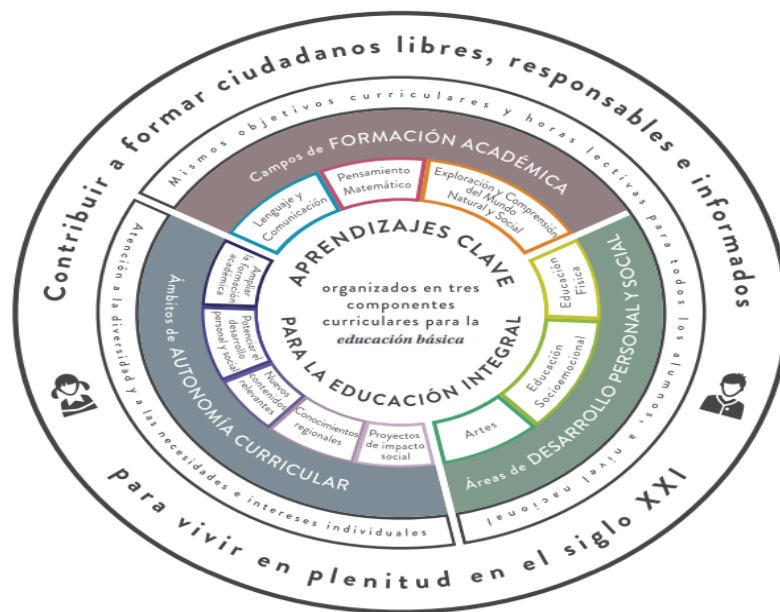 Contribuir a formar ciudadanos libres, responsables e informados
para vivir en plenitud en el siglo XXI
Mismos objetivos curriculares y horas lectivas para todos los alumnos, a nivel nacional
Atención a la diversidad y a las necesidades e intereses individuales
Campos de FORMACIÓN ACADÉMICA
Lenguaje y
Comunicación
Pensamiento
Matemático
Exploración y Comprensión
del Mundo
Natural y Social
Áreas de DESARROLLO PERSONAL Y SOCIAL
Educación
Física
Educación
Socioemocional
Artes
Ámbitos de AUTONOMÍA CURRICULAR
Ampliar
la formación
académica
Potenciar el
desarrollo
personal y social
Nuevos
contenidos
relevantes
Conocimientos
regionales
Proyectos
de impacto
social
APRENDIZAJES CLAVE
organizados en tres
componentes
curriculares para la
educación básica
PARA LA EDUCACIÓN INTEGRAL